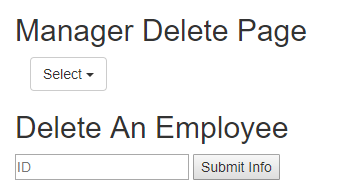 Manager Delete Page
Select
Delete An Employee
ID Submit Info